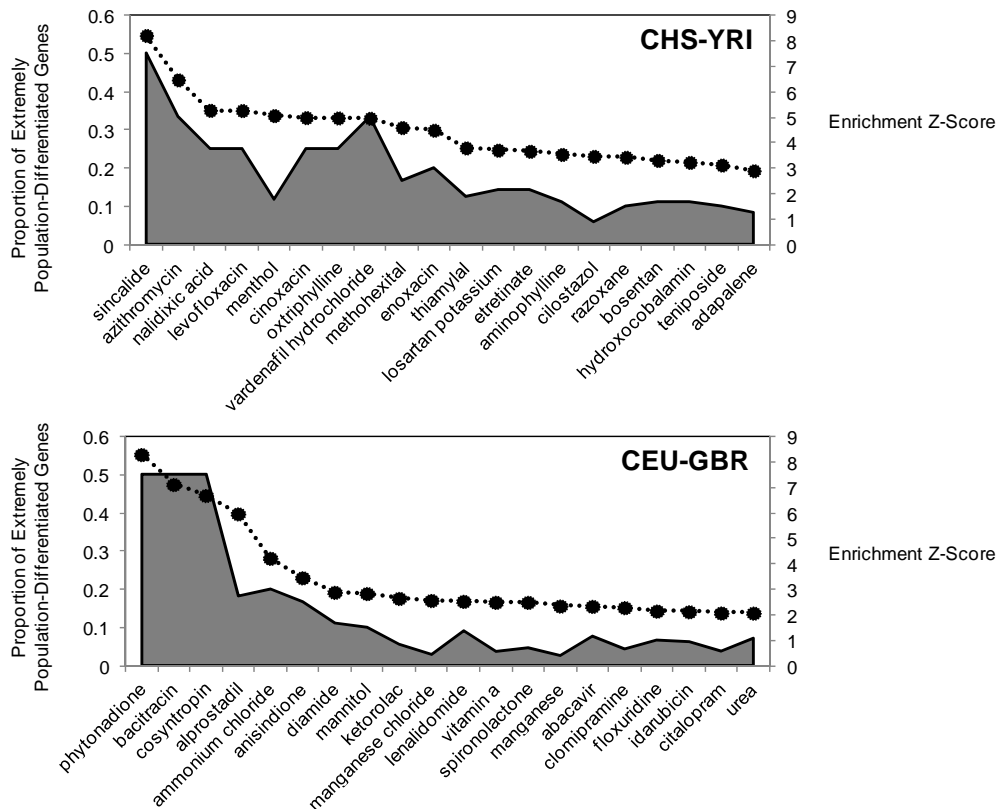 CHS-YRI
Proportion of Extremely
Population-Differentiated Genes
0.6
0.5
0.4
0.3
0.2
0.1
0
9
8
7
6
5
4
3
2
1
0
Enrichment Z-Score
sincalide
azithromycin
nalidixic acid
levofloxacin
menthol
cinoxacin
oxtriphylline
vardenafil hydrochloride
methohexital
enoxacin
thiamylal
losartan potassium
etretinate
aminophylline
cilostazol
razoxane
bosentan
hydroxocobalamin
teniposide
adapalene
CEU-GBR
Proportion of Extremely
Population-Differentiated Genes
0.6
0.5
0.4
0.3
0.2
0.1
0
9
8
7
6
5
4
3
2
1
0
Enrichment Z-Score
phytonadione
bacitracin
cosyntropin
alprostadil
ammonium chloride
anisindione
diamide
mannitol
ketorolac
manganese chloride
lenalidomide
vitamin a
spironolactone
manganese
abacavir
clomipramine
floxuridine
idarubicin
citalopram
urea